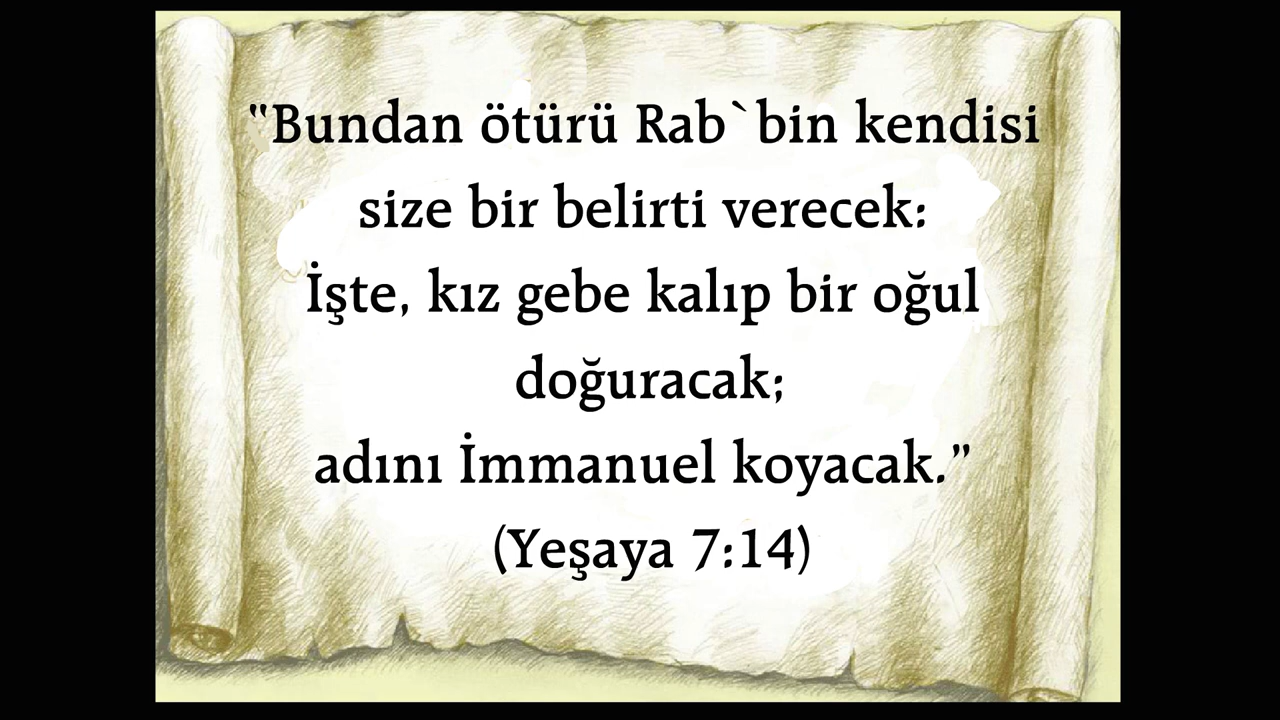 “Bundan ötürü Rab`bin kendisi
size bir belirti verecek:
İşte, kız gebe kalıp bir oğul
doğuracak;
adını İmmanuel koyacak.”
(Yeşaya 7:14)